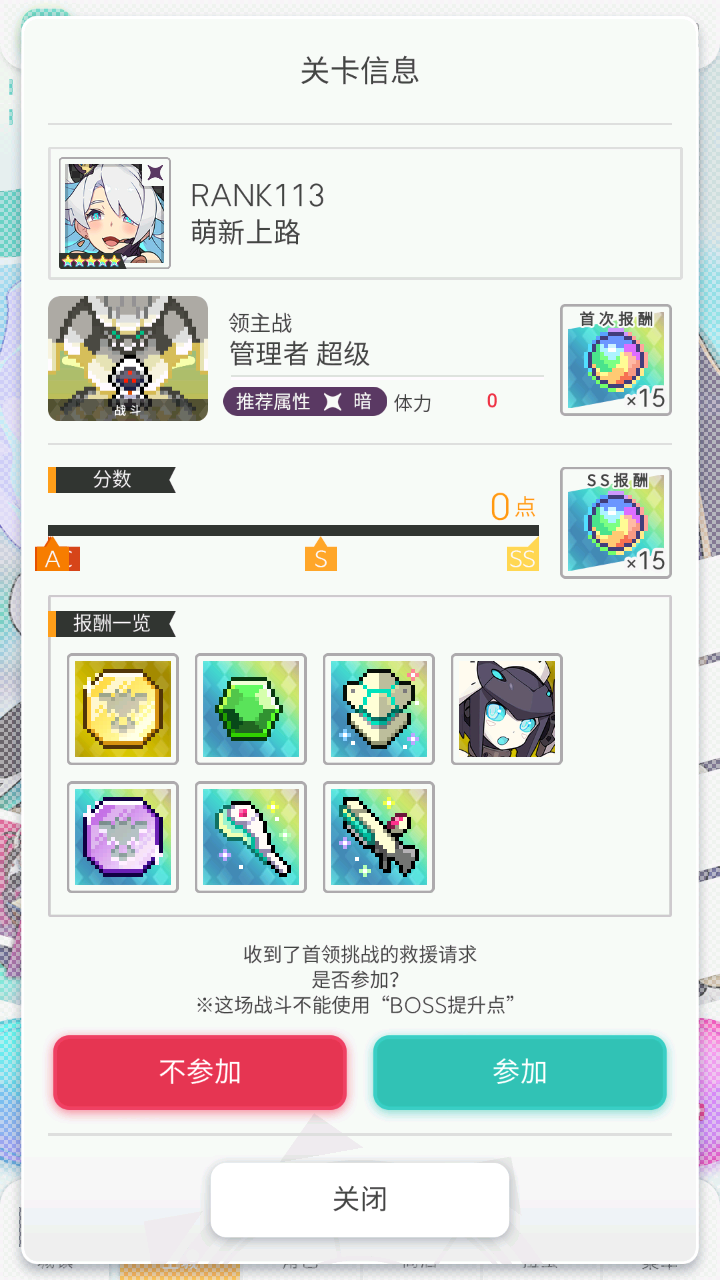 关卡信息
RANK113
萌新上路
领主战
管理者 超级
推荐属性 暗 体力 0
战斗
首次报酬
×15
分数
0点
A
S
SS
SS报酬
×15
报酬一览
收到了首领挑战的救援请求
是否参加?
※这场战斗不能使用“BOSS提升点”
不参加
参加
关闭